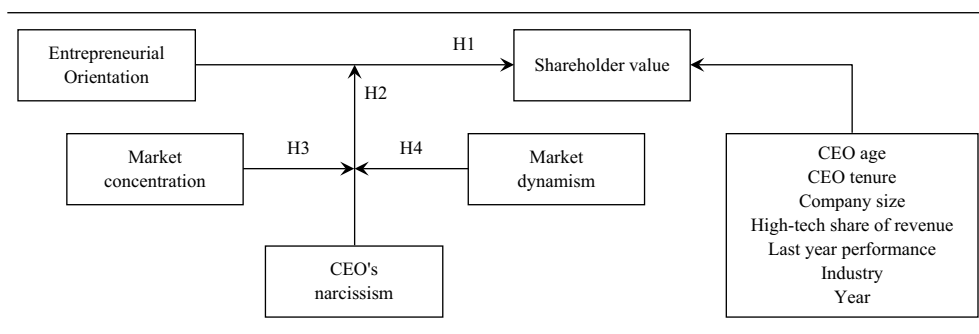 Entrepreneurial
Orientation
H1
Shareholder value
H2
Market
concentration
H3
H4
Market
dynamism
CEO's
narcissism
CEO age
CEO tenure
Company size
High-tech share of revenue
Last year performance
Industry
Year